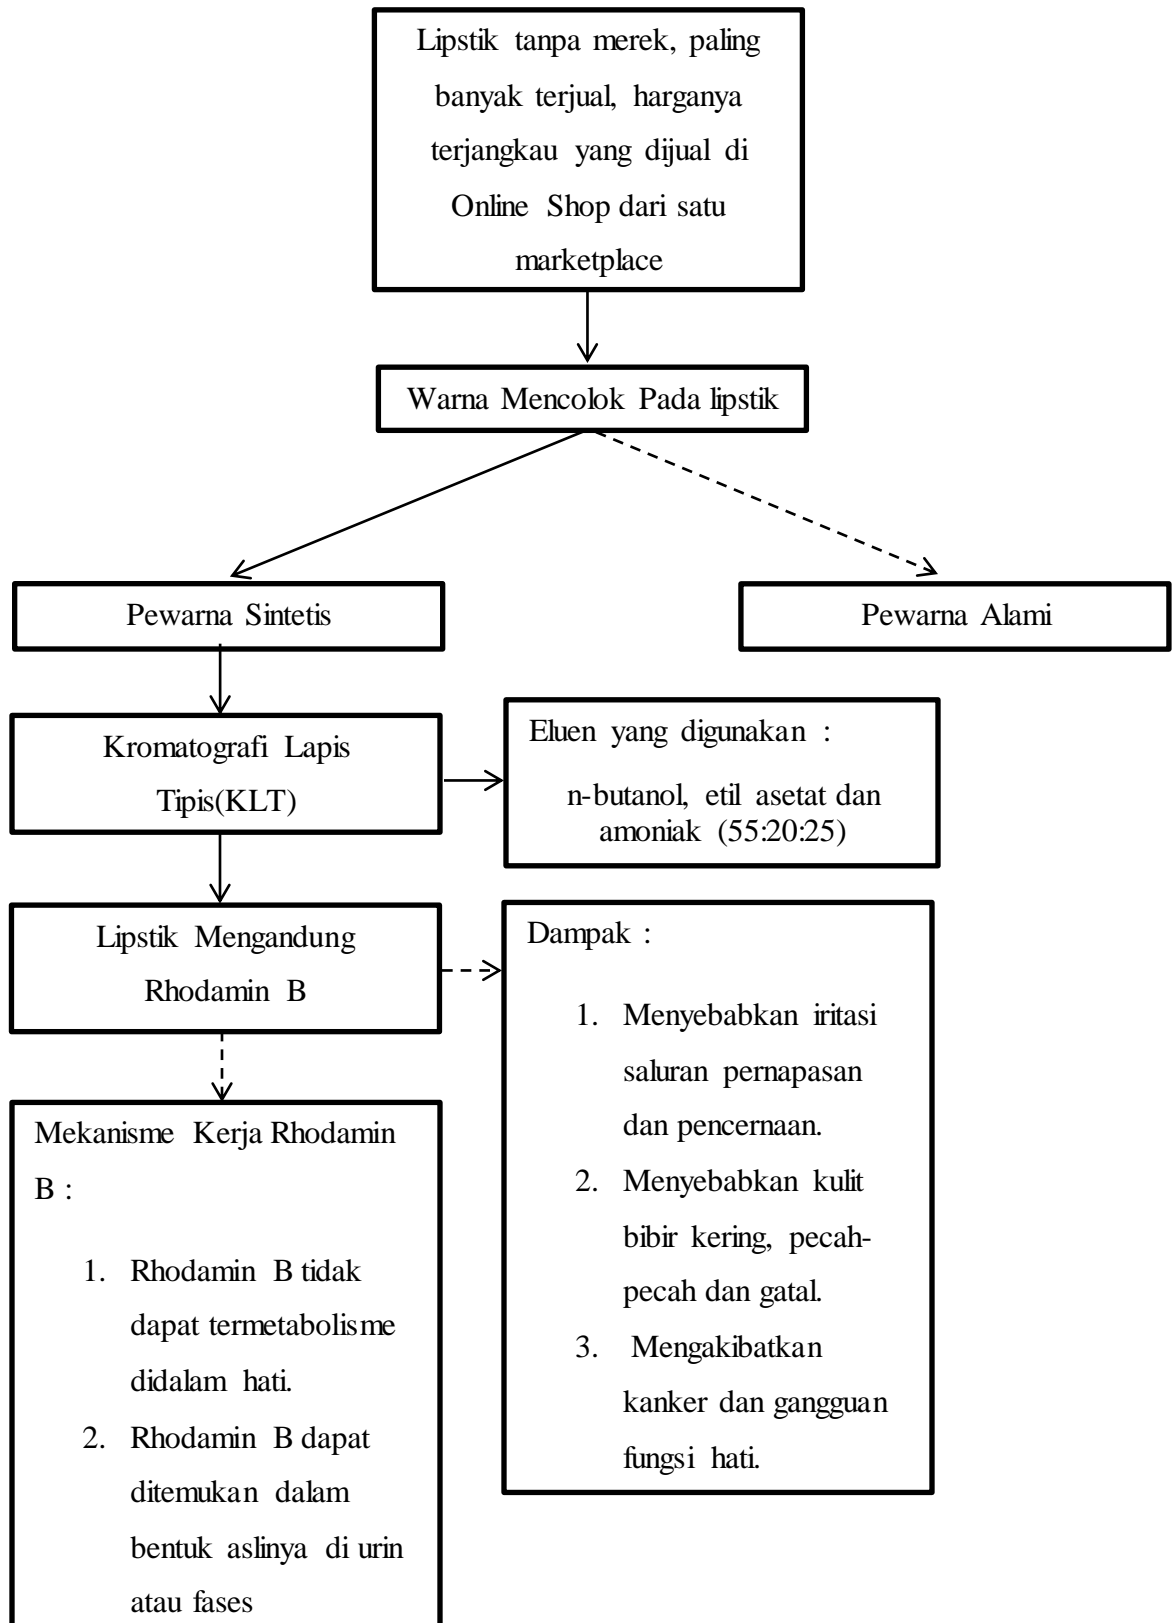 Lipstik tanpa merek, paling
banyak terjual, harganya
terjangkau yang dijual di
Online Shop dari satu
marketplace
Warna Mencolok Pada lipstik
Pewarna Sintetis
Pewarna Alami
Kromatografi Lapis
Tipis(KLT)
Eluen yang digunakan :
n-butanol, etil asetat dan
amoniak (55:20:25)
Lipstik Mengandung
Rhodamin B
Dampak :
1. Menyebabkan iritasi
saluran pernapasan
dan pencernaan.
2. Menyebabkan kulit
bibir kering, pecah-
pecah dan gatal.
3. Mengakibatkan
kanker dan gangguan
fungsi hati.
Mekanisme Kerja Rhodamin
B :
1. Rhodamin B tidak
dapat termetabolisme
didalam hati.
2. Rhodamin B dapat
ditemukan dalam
bentuk aslinya di urin
atau fases